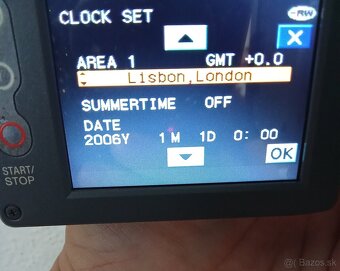 CLOCK SET
-RW
AREA 1 GMT +0.0
Lisbon,London
SUMMERTIME OFF
DATE
2006Y 1M 1D 0:00
OK
START/
STOP
Bazos.sk